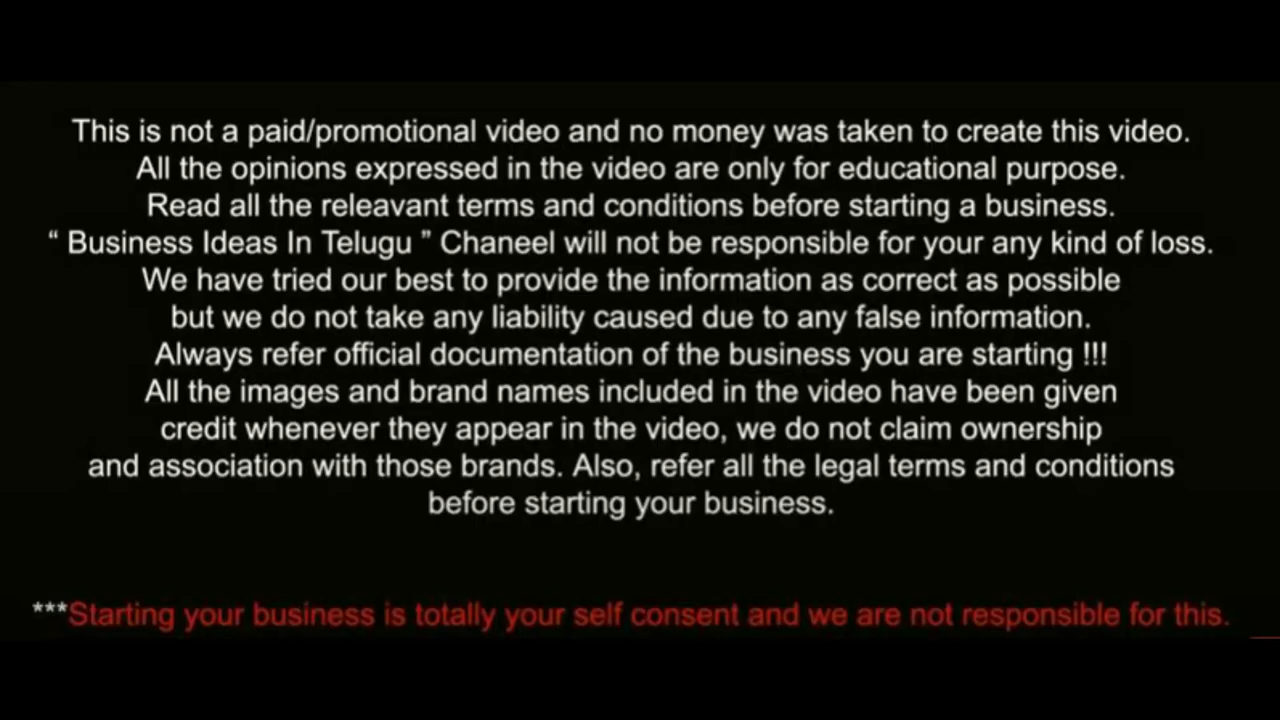 This is not a paid/promotional video and no money was taken to create this video.
All the opinions expressed in the video are only for educational purpose.
Read all the releavant terms and conditions before starting a business.
“ Business Ideas In Telugu ” Chaneel will not be responsible for your any kind of loss.
We have tried our best to provide the information as correct as possible
but we do not take any liability caused due to any false information.
Always refer official documentation of the business you are starting !!!
All the images and brand names included in the video have been given
credit whenever they appear in the video, we do not claim ownership
and association with those brands. Also, refer all the legal terms and conditions
before starting your business.
***Starting your business is totally your self consent and we are not responsible for this.